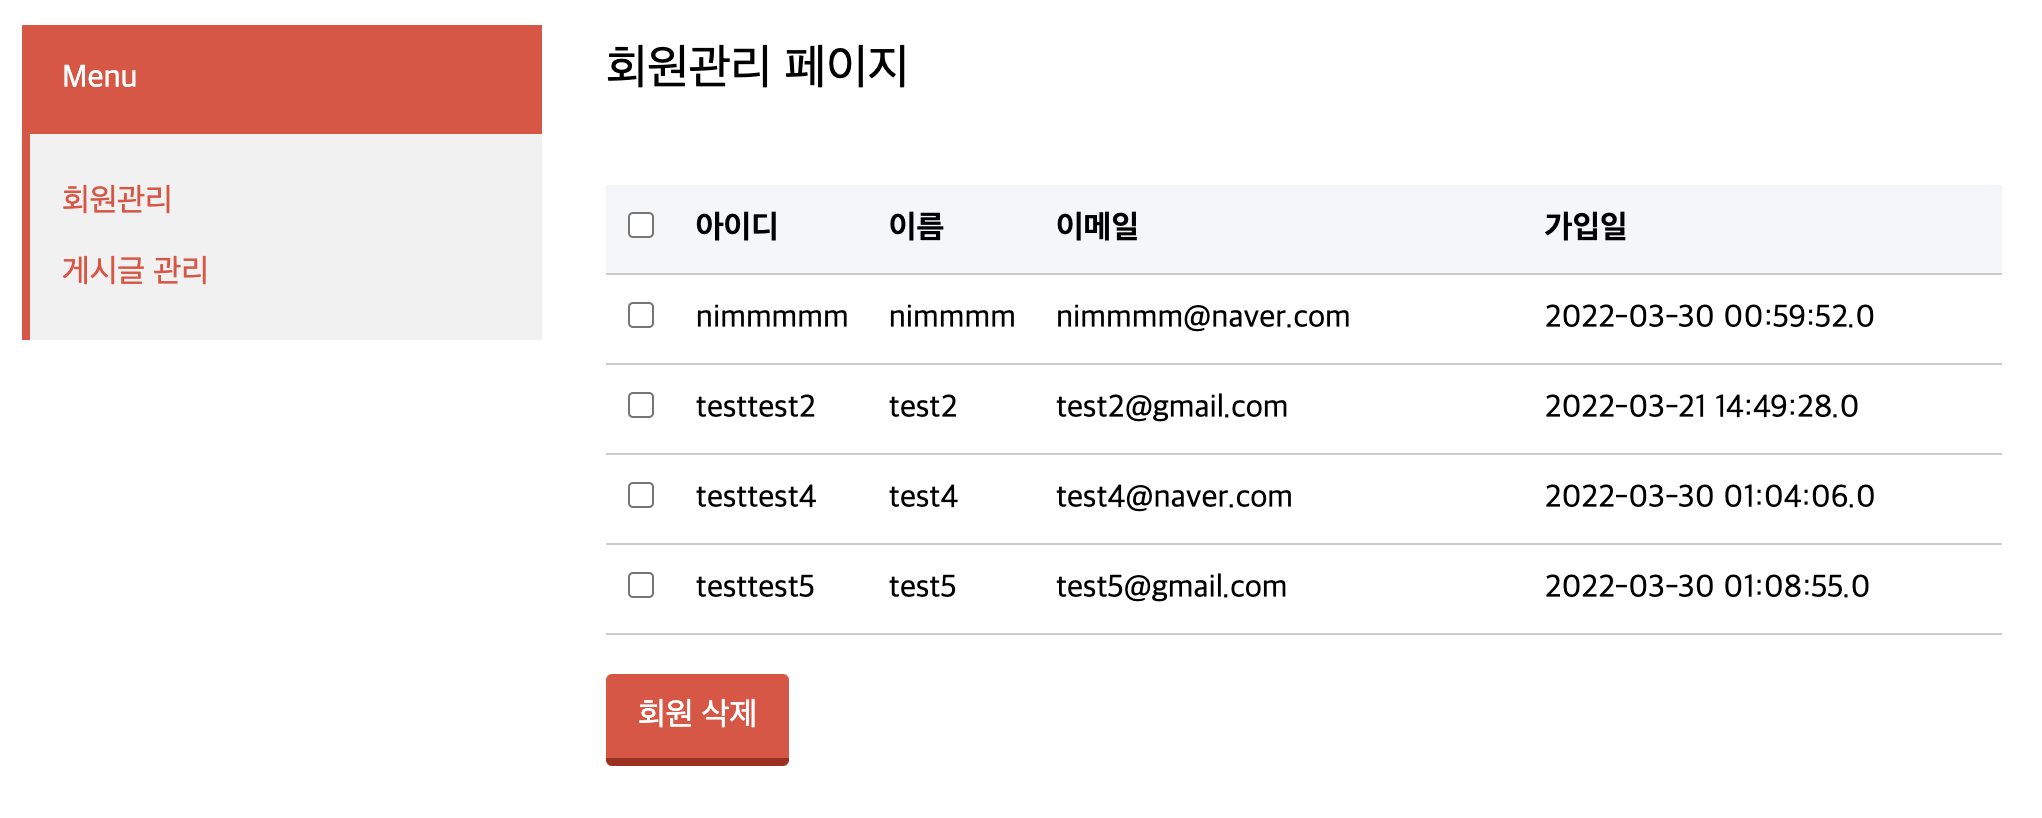 Menu
회원관리
게시글 관리
회원관리 페이지
아이디 이름 이메일 가입일
nimmmmm nimmmm nimmmm@naver.com 2022-03-30 00:59:52.0
testtest2 test2 test2@gmail.com 2022-03-21 14:49:28.0
testtest4 test4 test4@naver.com 2022-03-30 01:04:06.0
testtest5 test5 test5@gmail.com 2022-03-30 01:08:55.0
회원 삭제